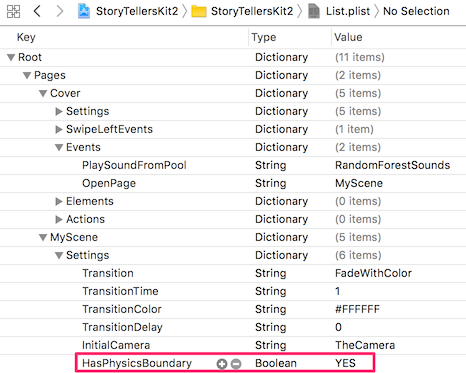 StoryTellersKit2 StoryTellersKit2 List.plist No Selection
Key Type Value
Root Dictionary (11 items)
Pages Dictionary (2 items)
Cover Dictionary (5 items)
Settings Dictionary (5 items)
SwipeLeftEvents Dictionary (1 item)
Events Dictionary (2 items)
PlaySoundFromPool String RandomForestSounds
OpenPage String MyScene
Elements Dictionary (0 items)
Actions Dictionary (0 items)
MyScene Dictionary (5 items)
Settings Dictionary (6 items)
Transition String FadeWithColor
TransitionTime String 1
TransitionColor String #FFFFFF
TransitionDelay String 0
InitialCamera String TheCamera
HasPhysicsBoundary Boolean YES